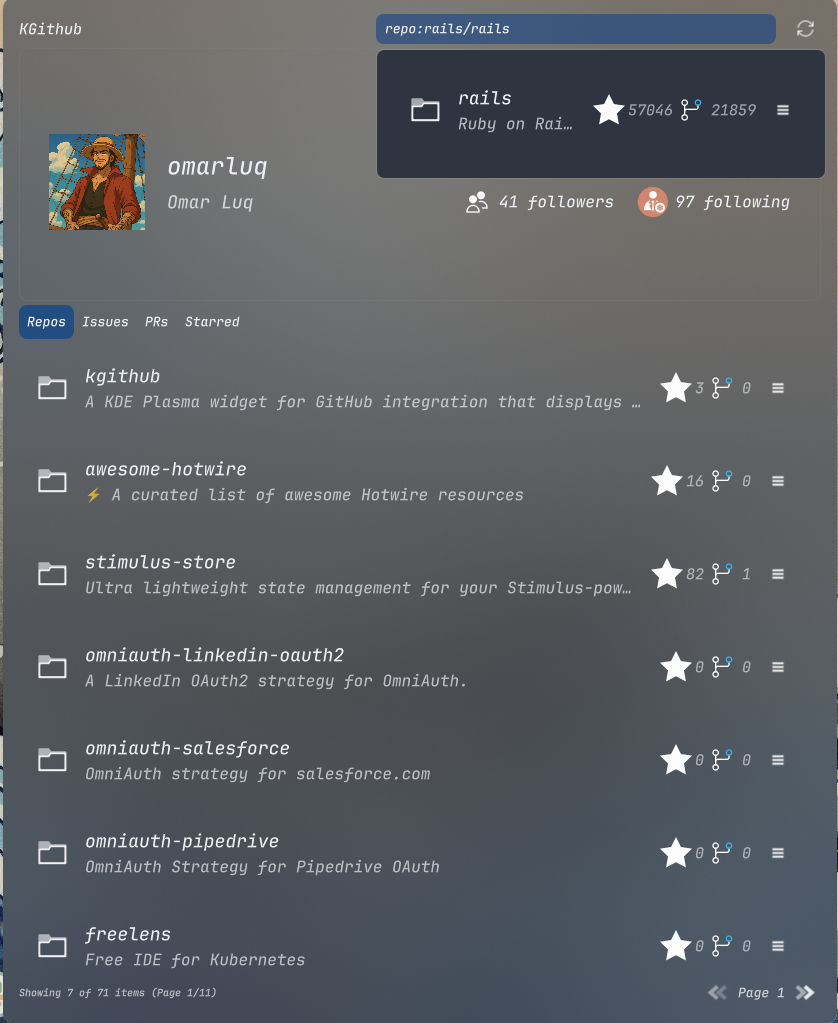 KGithub
repo:rails/rails
rails
Ruby on Rai…
57046
21859
omarluq
Omar Luq
41 followers
97 following
Repos Issues PRs Starred
kgithub
A KDE Plasma widget for GitHub integration that displays …
3 0
awesome-hotwire
⚡ A curated list of awesome Hotwire resources
16 0
stimulus-store
Ultra lightweight state management for your Stimulus-pow…
82 1
omniauth-linkedin-oauth2
A LinkedIn OAuth2 strategy for OmniAuth.
0 0
omniauth-salesforce
OmniAuth strategy for salesforce.com
0 0
omniauth-pipedrive
OmniAuth Strategy for Pipedrive OAuth
0 0
freelens
Free IDE for Kubernetes
0 0
Showing 7 of 71 items (Page 1/11)
Page 1